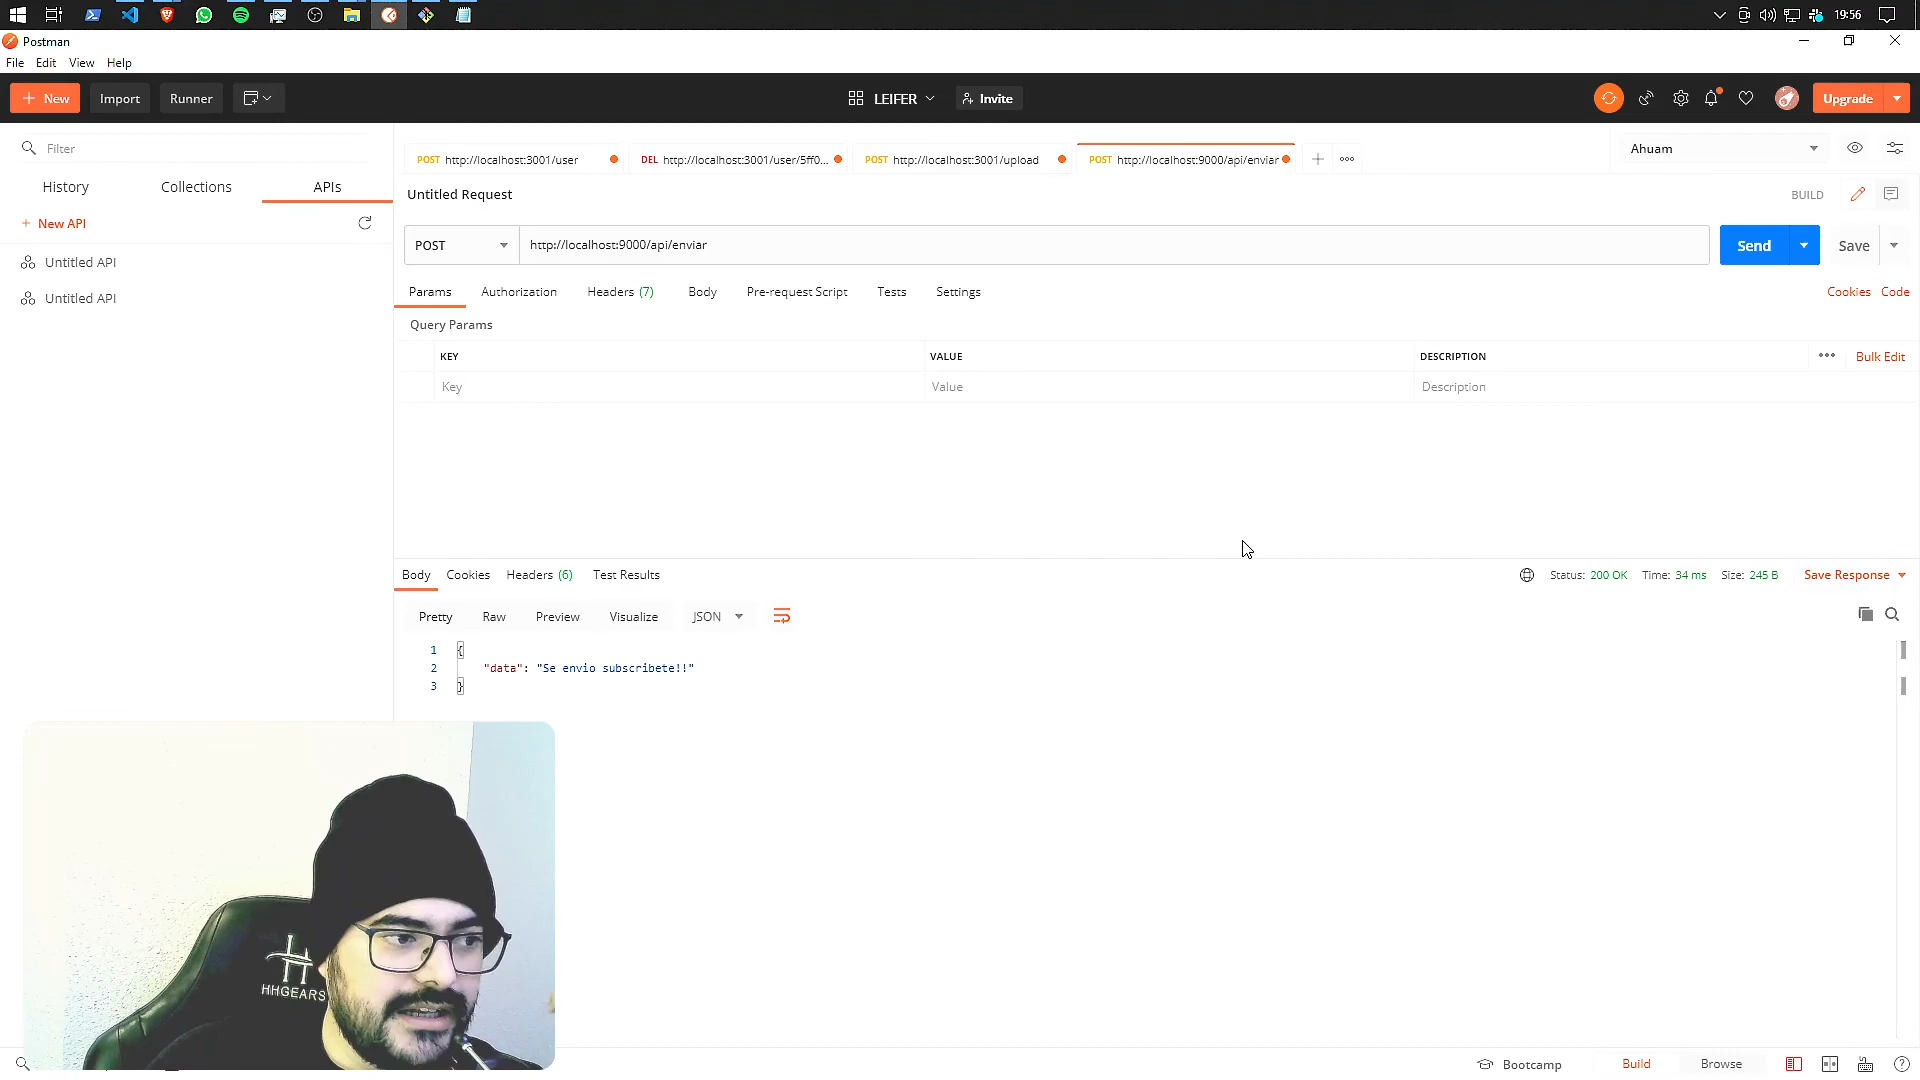 19:56
Postman
File Edit View Help
+ New Import Runner LEIFER Invite Upgrade
Filter
History Collections APIs
+ New API
Untitled API
Untitled API
POST http://localhost:3001/user DEL http://localhost:3001/user/5ff0... POST http://localhost:3001/upload POST http://localhost:9000/api/enviar + ooo Ahuam
Untitled Request BUILD
POST http://localhost:9000/api/enviar Send Save
Params Authorization Headers (7) Body Pre-request Script Tests Settings Cookies Code
Query Params
KEY VALUE DESCRIPTION ••• Bulk Edit
Key Value Description
Body Cookies Headers (6) Test Results Status: 200 OK Time: 34 ms Size: 245 B Save Response
Pretty Raw Preview Visualize JSON
1 {
2 "data": "Se envio subscribete!!"
3 }
H
HHGEARS
Bootcamp Build Browse